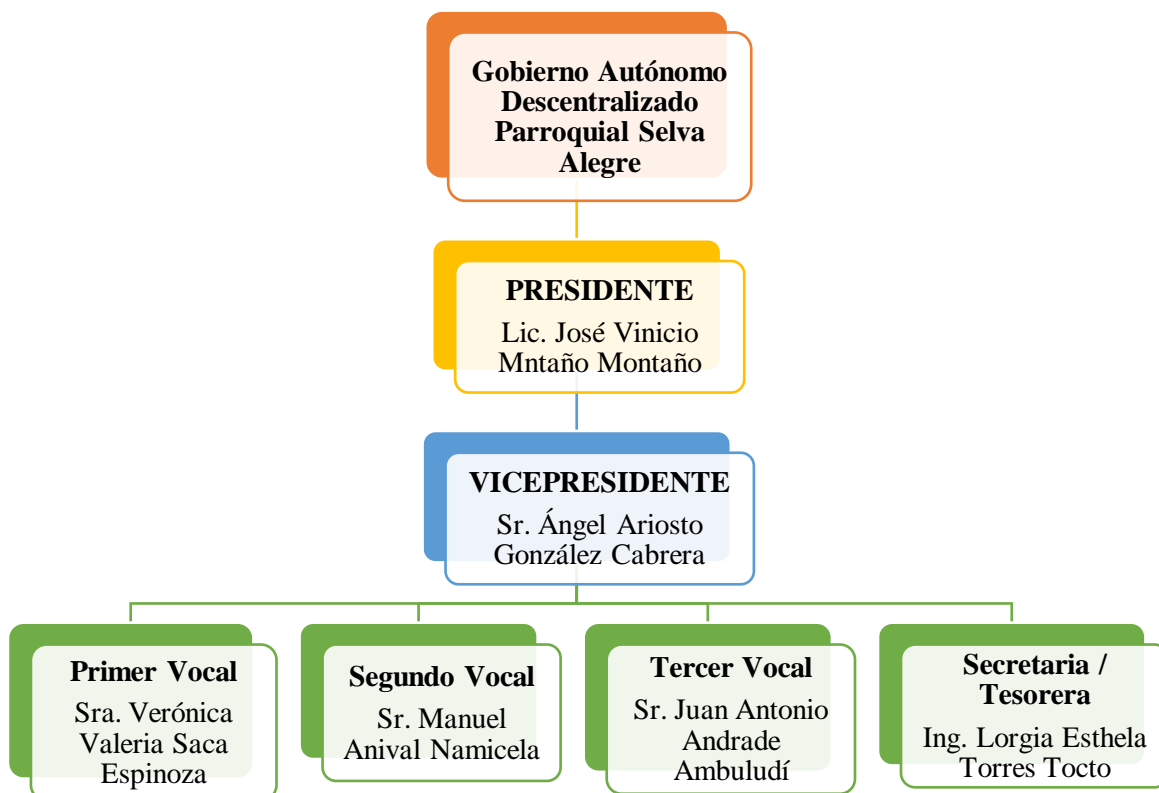 Gobierno Autónomo
Descentralizado
Parroquial Selva
Alegre
PRESIDENTE
Lic. José Vinicio
Mntaño Montaño
VICEPRESIDENTE
Sr. Ángel Ariosto
González Cabrera
Primer Vocal
Sra. Verónica
Valeria Saca
Espinoza
Segundo Vocal
Sr. Manuel
Anival Namicela
Tercer Vocal
Sr. Juan Antonio
Andrade
Ambuludí
Secretaria /
Tesorera
Ing. Lorgia Esthela
Torres Tocto